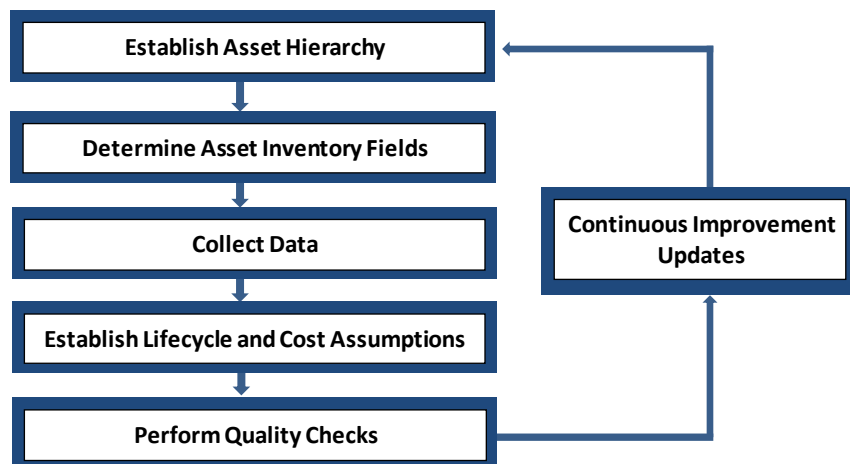 Establish Asset Hierarchy
Determine Asset Inventory Fields
Collect Data
Establish Lifecycle and Cost Assumptions
Perform Quality Checks
Continuous Improvement
Updates